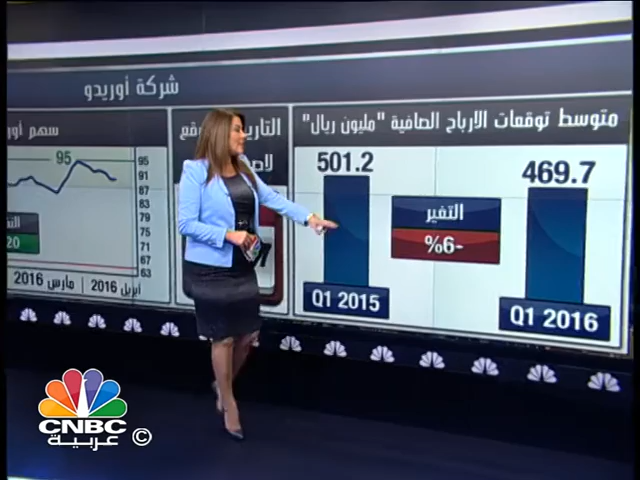 شركة أوريدو
متوسط توقعات الارباح الصافية "مليون ريال"
501.2
469.7
التغير
%6-
Q1 2015
Q1 2016
التاريخ
سهم
95
95
91
87
83
79
75
71
67
63
20
مارس 2016
أبريل 2016
CNBC
عربية ©